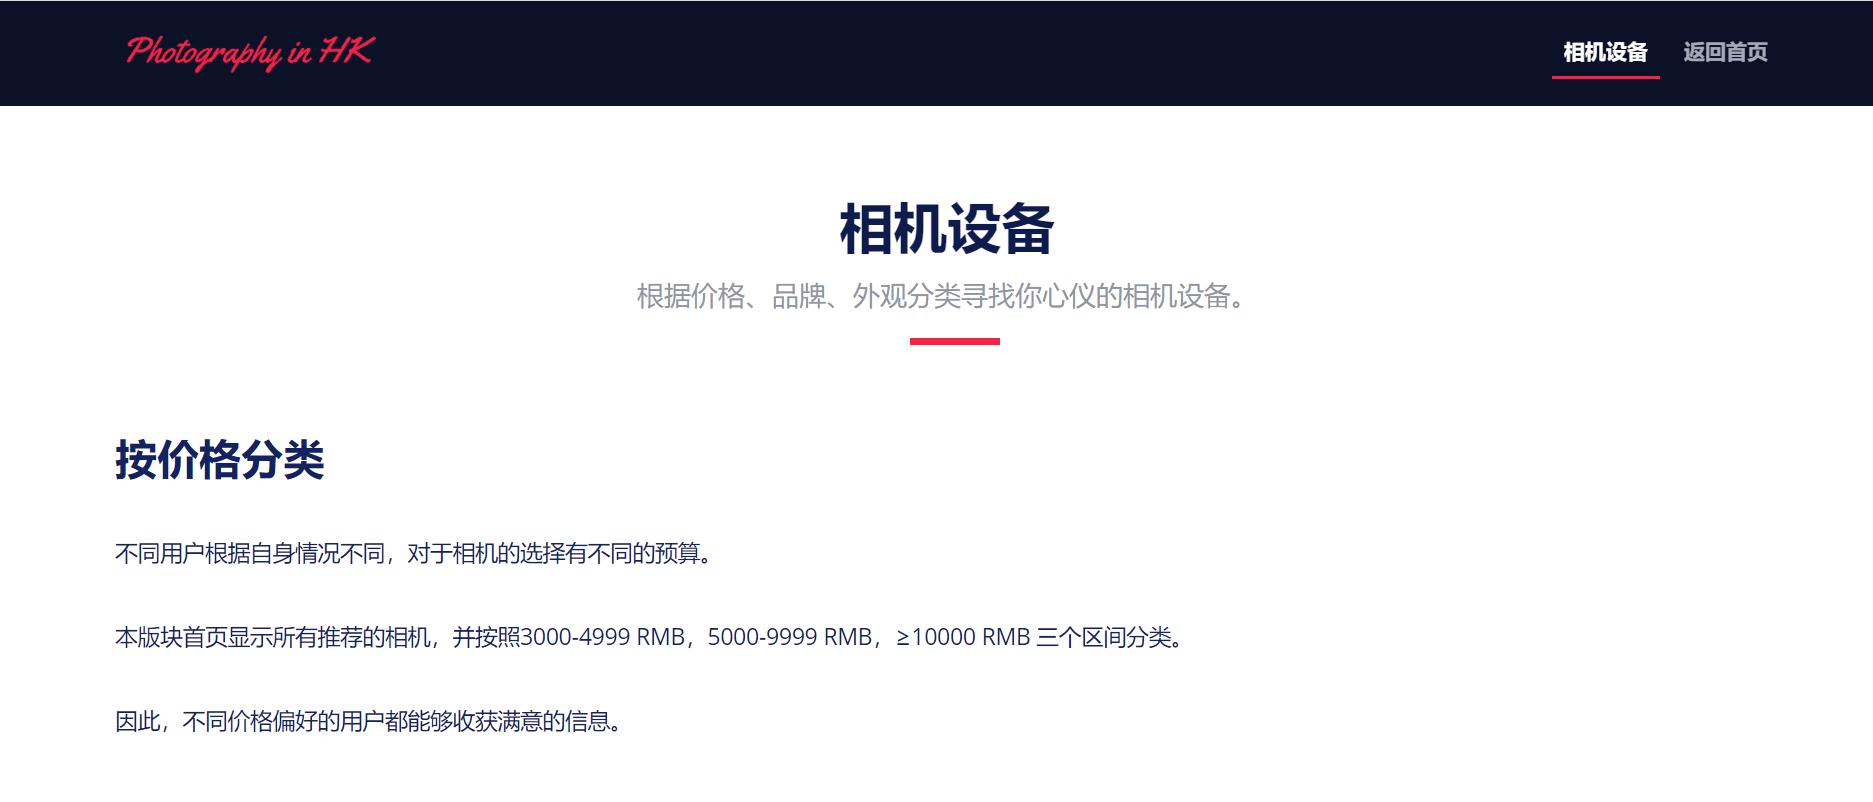 Photography in HK
相机设备
返回首页
相机设备
根据价格、品牌、外观分类寻找你心仪的相机设备。
按价格分类
不同用户根据自身情况不同，对于相机的选择有不同的预算。
本版块首页显示所有推荐的相机，并按照3000-4999 RMB，5000-9999 RMB，≥10000 RMB 三个区间分类。
因此，不同价格偏好的用户都能够收获满意的信息。